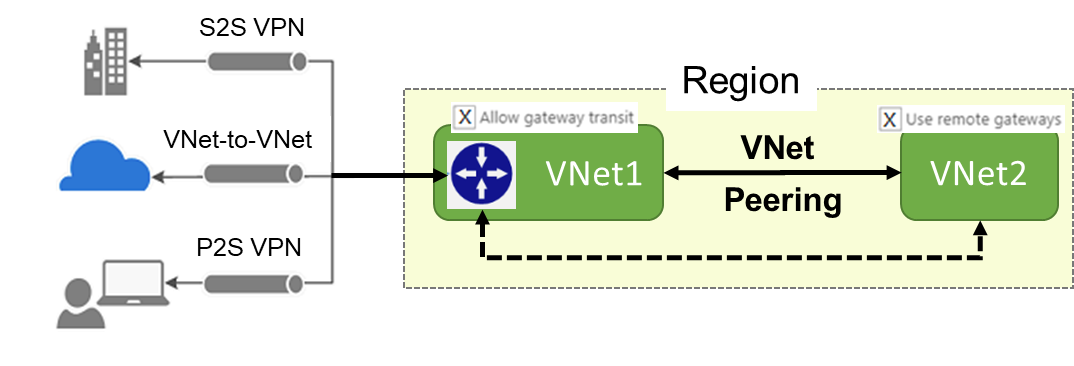 S2S VPN
Region
X Allow gateway transit
X Use remote gateways
VNet-to-VNet
VNet1
VNet
Peering
VNet2
P2S VPN